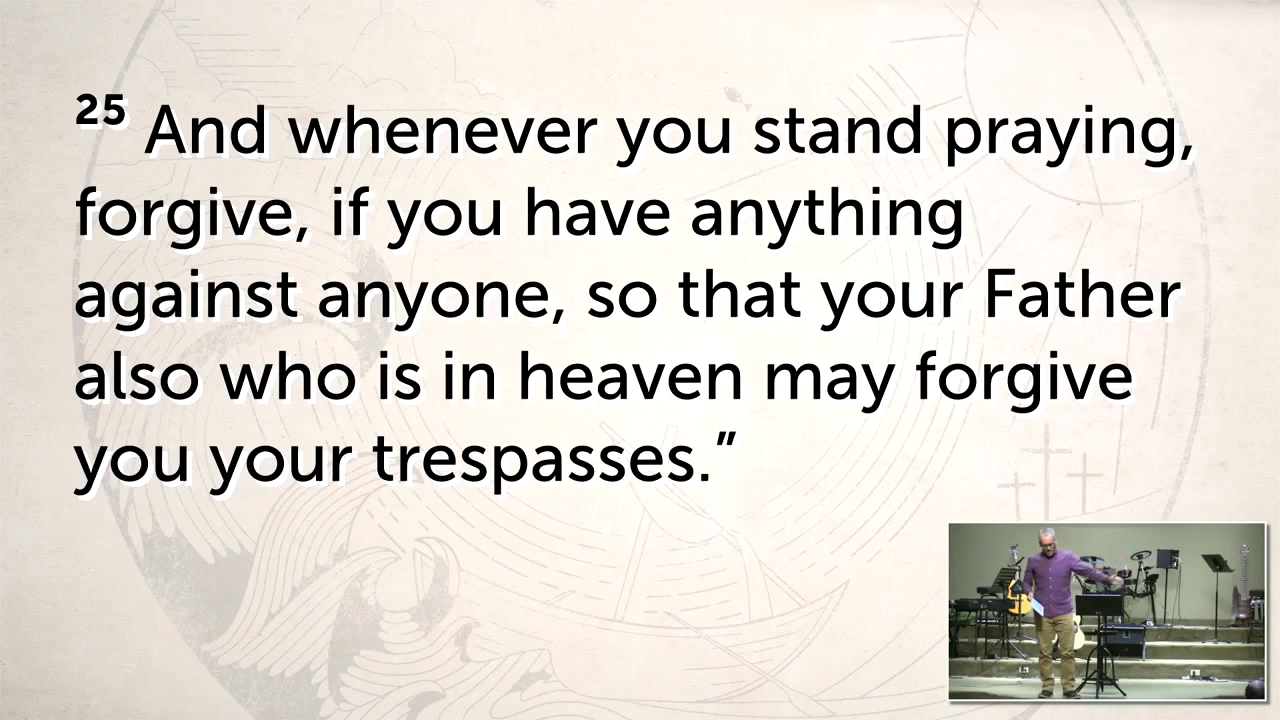 25 And whenever you stand praying,
forgive, if you have anything
against anyone, so that your Father
also who is in heaven may forgive
you your trespasses.”